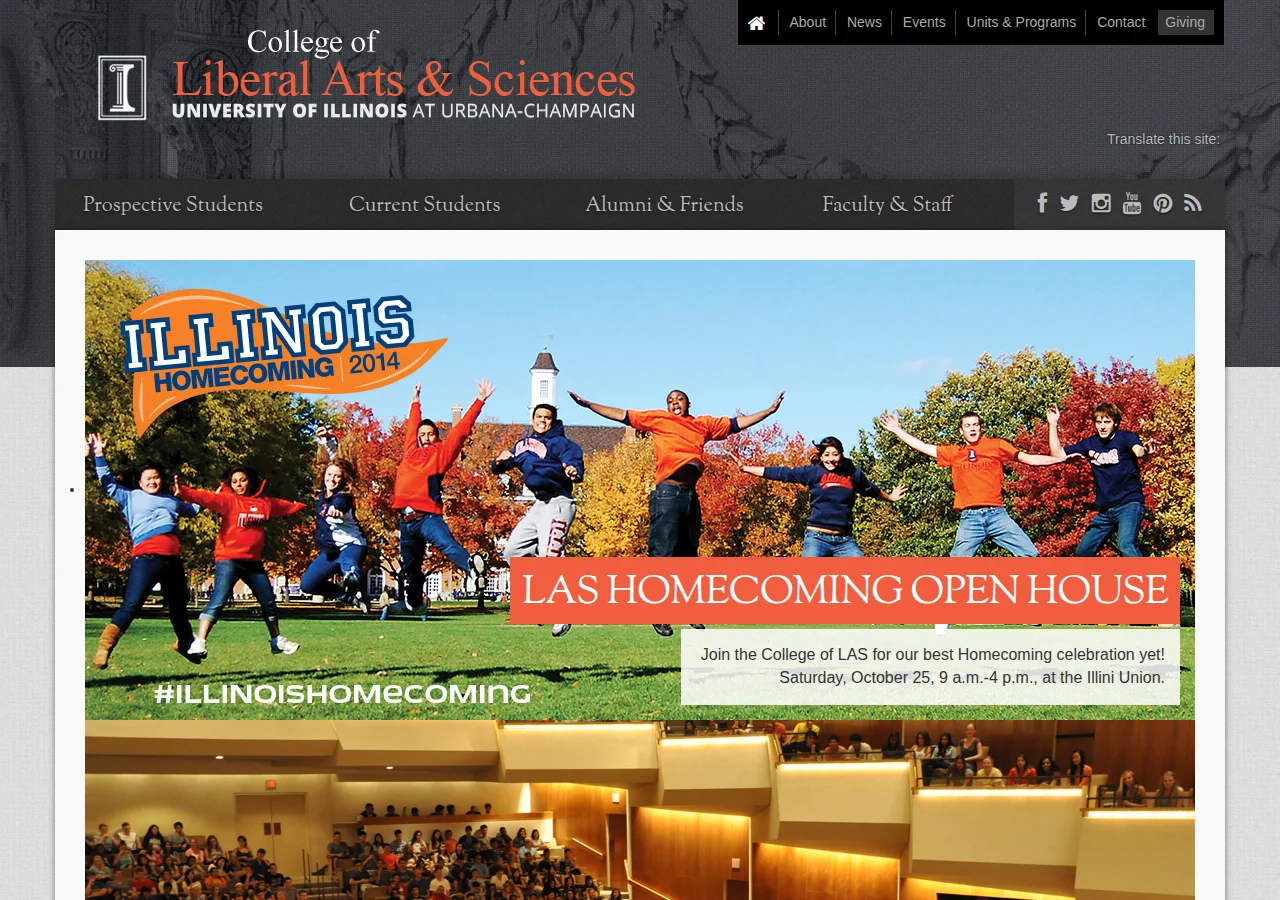 About News Events Units & Programs Contact Giving
College of
Liberal Arts & Sciences
UNIVERSITY OF ILLINOIS AT URBANA-CHAMPAIGN
Translate this site:
Prospective Students Current Students Alumni & Friends Faculty & Staff You Tube
ILLINOIS
HOMECOMING 2014
LAS HOMECOMING OPEN HOUSE
Join the College of LAS for our best Homecoming celebration yet!
Saturday, October 25, 9 a.m.-4 p.m., at the Illini Union.
#ILLINOISHOMECOMING